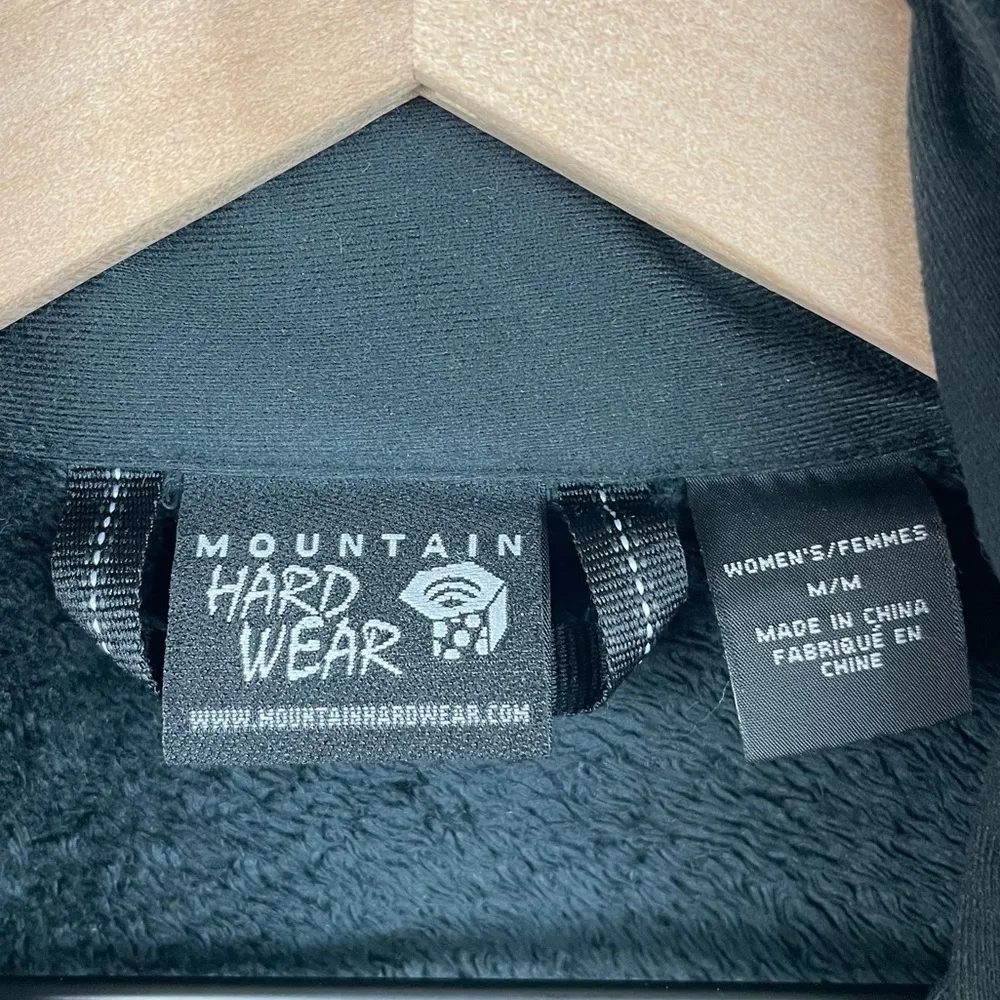 MOUNTAIN
HARD
WEAR
WWW.MOUNTAINHARDWEAR.COM
WOMEN'S/FEMMES
M/M
MADE IN CHINA
FABRIQUÉ EN
CHINE